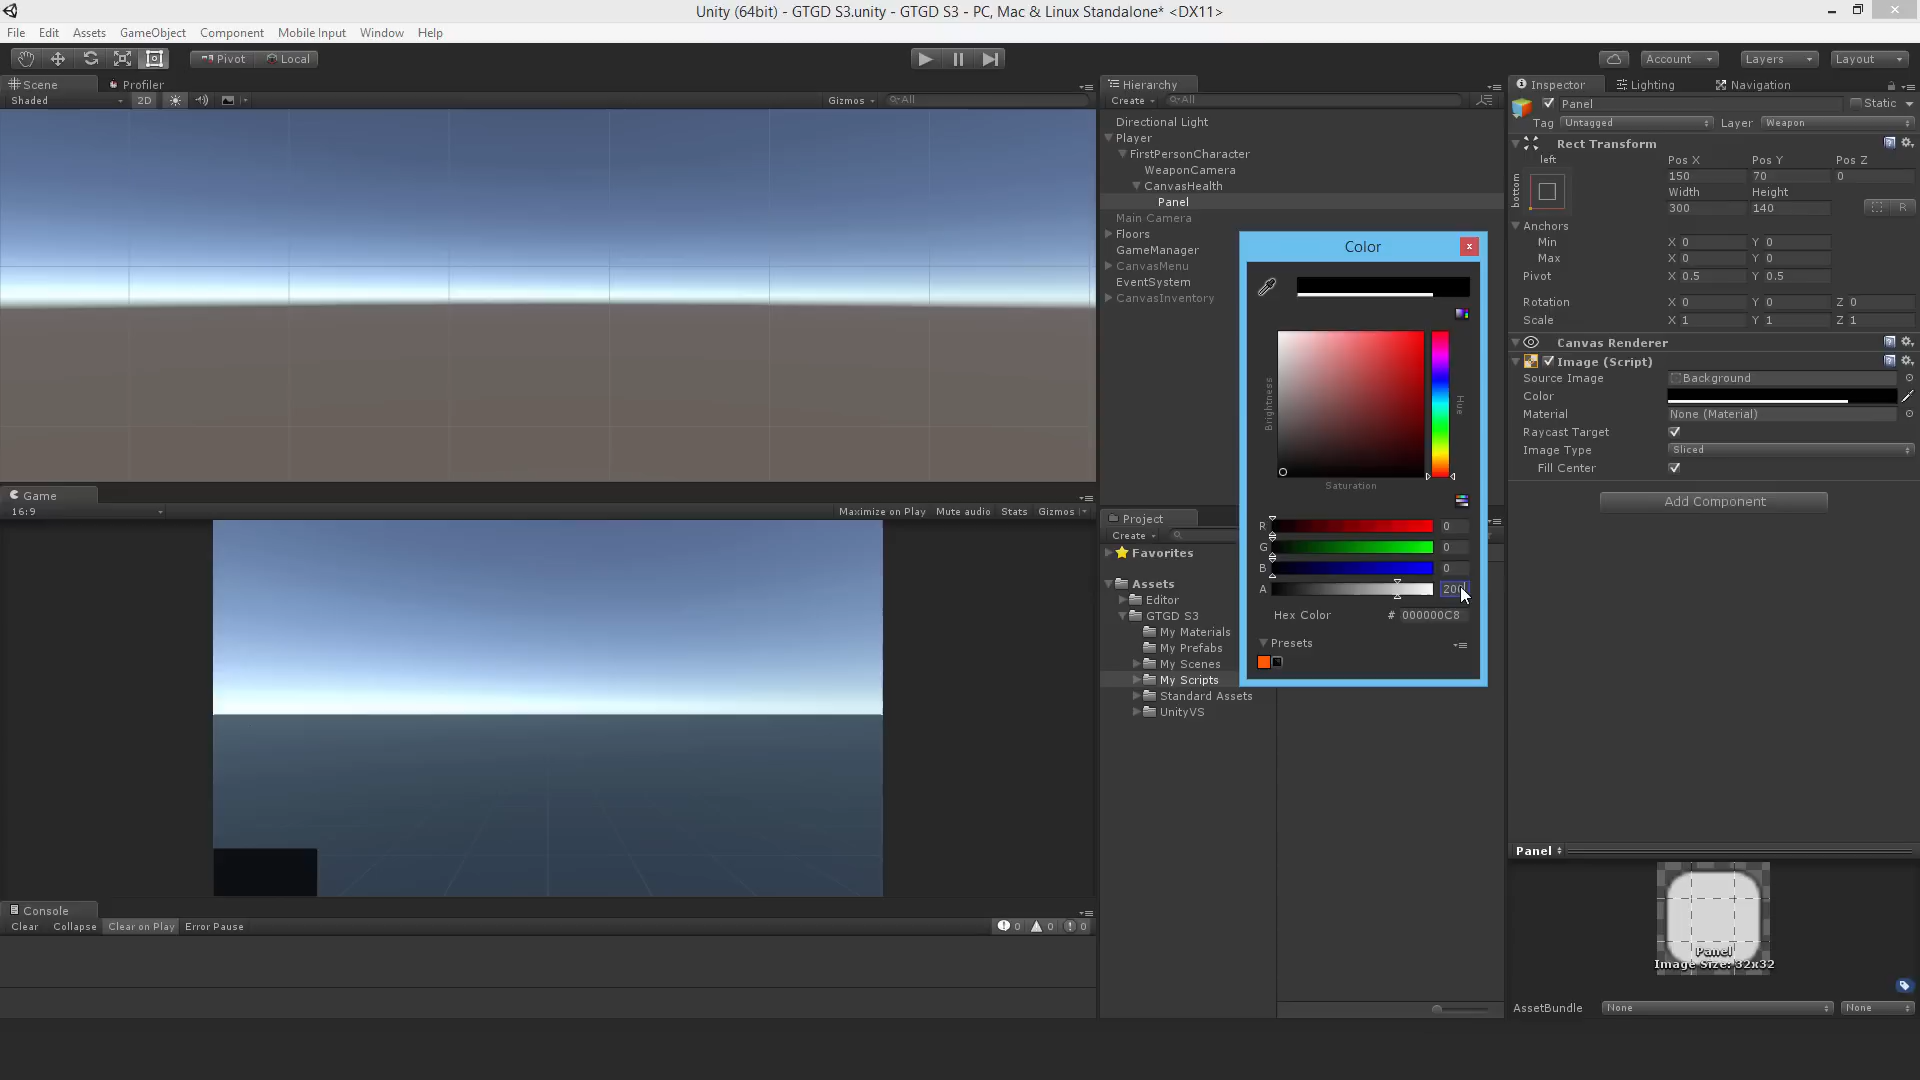 Unity (64bit) - GTGD S3.unity - GTGD S3 - PC, Mac & Linux Standalone* <DX11>
File Edit Assets GameObject Component Mobile Input Window Help
Pivot Local Account Layers Layout
Scene Profiler
Shaded 2D Gizmos All
Hierarchy
Create All
Directional Light
Player
FirstPersonCharacter
WeaponCamera
CanvasHealth
Panel
Main Camera
Floors
GameManager
CanvasMenu
EventSystem
CanvasInventory
Inspector Lighting Navigation
Panel Static
Tag Untagged Layer Weapon
Rect Transform
left Pos X Pos Y Pos Z
bottom 150 70 0
Width Height
300 140 R
Anchors
Min X 0 Y 0
Max X 0 Y 0
Pivot X 0.5 Y 0.5
Rotation X 0 Y 0 Z 0
Scale X 1 Y 1 Z 1
Canvas Renderer
Image (Script)
Source Image Background
Color
Material None (Material)
Raycast Target
Image Type Sliced
Fill Center
Add Component
Color
Brightness
Hue
Saturation
R 0
G 0
B 0
A 200
Hex Color # 000000C8
Presets
Game
16:9 Maximize on Play Mute audio Stats Gizmos
Project
Create
Favorites
Assets
Editor
GTGD S3
My Materials
My Prefabs
My Scenes
My Scripts
Standard Assets
UnityVS
Console
Clear Collapse Clear on Play Error Pause 0 0 0
Panel
Panel
Image Size: 32x32
AssetBundle None None